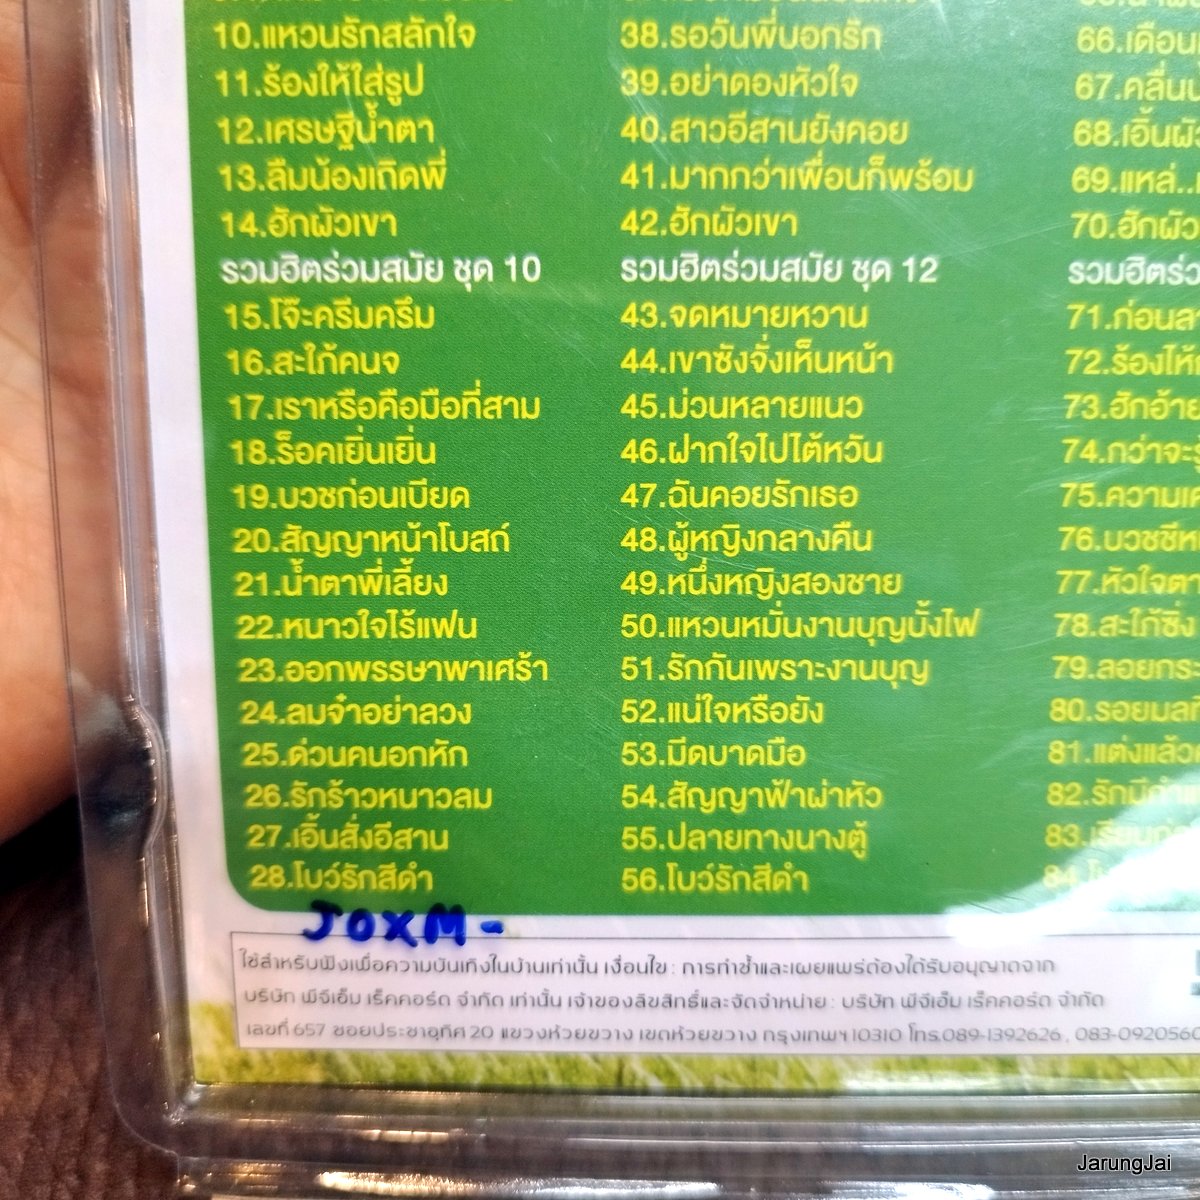 10.แหวนรักสลักใจ
11.ร้องให้ใส่รูป
12.เศรษฐีน้ำตา
13.ลืมน้องเถิดพี่
14.ฮักผัวเขา
รวมฮิตร่วมสมัย ชุด 10
15.โจ๊ะครึมครึม
16.สะใภ้คนจ
17.เราหรือคือมือที่สาม
18.ร็อคเยิ่นเยิ่น
19.บวชก่อนเบียด
20.สัญญาหน้าโบสถ์
21.น้ำตาพี่เลี้ยง
22.หนาวใจไร้แฟน
23.ออกพรรษาพาเศร้า
24.ลมจ๋าอย่าลวง
25.ด่วนคนอกหัก
26.รักร้าวหนาวลม
27.เอิ้นสั่งอีสาน
28.โบว์รักสีดำ
38.รอวันพี่บอกรัก
39.อย่าดองหัวใจ
40.สาวอีสานยังคอย
41.มากกว่าเพื่อนก็พร้อม
42.ฮักผัวเขา
รวมฮิตร่วมสมัย ชุด 12
43.จดหมายหวาน
44.เขาซังจั่งเห็นหน้า
45.ม่วนหลายแนว
46.ฝากใจไปไต้หวัน
47.ฉันคอยรักเธอ
48.ผู้หญิงกลางคืน
49.หนึ่งหญิงสองชาย
50.แหวนหมั่นงานบุญบั้งไฟ
51.รักกันเพราะงานบุญ
52.แน่ใจหรือยัง
53.มีดบาดมือ
54.สัญญาฟ้าผ่าหัว
55.ปลายทางนางตู้
56.โบว์รักสีดำ
66.เดือน
67.คลื่น
68.เอิ้นผั
69.แหล่..
70.ฮักผัว
รวมฮิตร่ว
71.ก่อน
72.ร้องไห้
73.ฮักอ้าย
74.กว่าจะ
75.ความเ
76.บวชชี
77.หัวใจตา
78.สะใภ้ซิ่ง
79.ลอยกระ
80.รอยมล
81.แต่งแล้ว
82.รักมี
83.เรียน
84.
JOXM-
ใช้สำหรับฟังเพื่อความบันเทิงในบ้านเท่านั้น เงื่อนไข : การทำซ้ำและเผยแพร่ต้องได้รับอนุญาตจาก
บริษัท พีจีเอ็ม เร็คคอร์ด จำกัด เท่านั้น เจ้าของลิขสิทธิ์และจัดจำหน่าย : บริษัท พีจีเอ็ม เร็คคอร์ด จำกัด
เลขที่ 657 ซอยประชาอุทิศ 20 แขวงห้วยขวาง เขตห้วยขวาง กรุงเทพฯ 10310 โทร.089-1392626 , 083-0920560
JarungJai